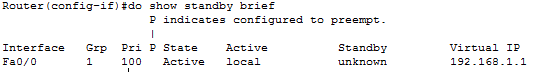 Router(config-if)#do show standby brief
P indicates configured to preempt.
|
Interface Grp Pri P State Active Standby Virtual IP
Fa0/0 1 100 Active local unknown 192.168.1.1